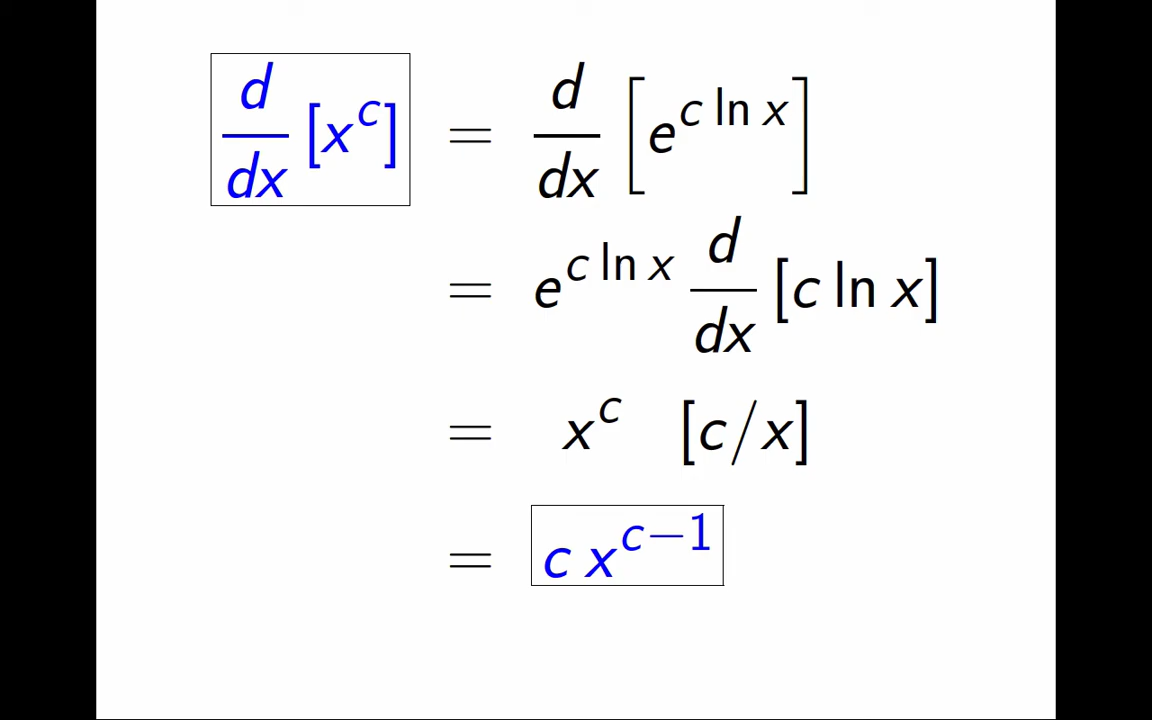 d/dx [x^c] = d/dx [e^{c ln x}]
= e^{c ln x} d/dx [c ln x]
= x^c [c/x]
= c x^{c−1}